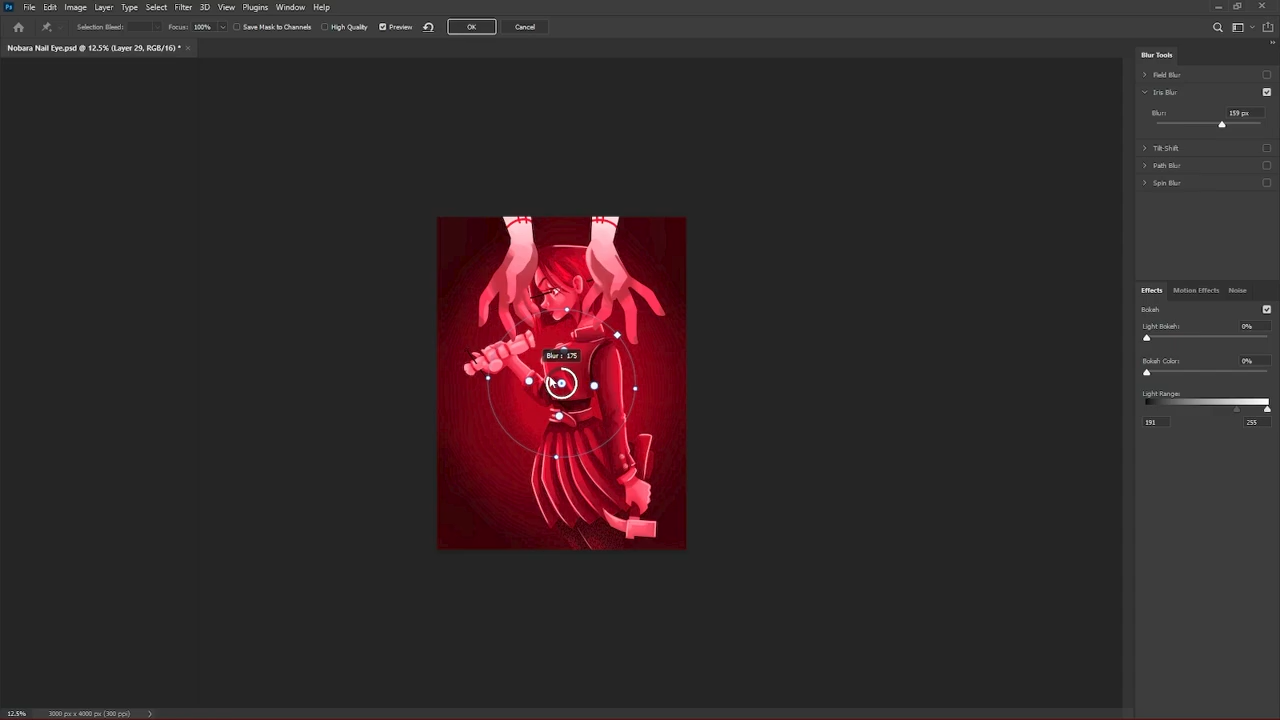 Ps File Edit Image Layer Type Select Filter 3D View Plugins Window Help
Selection Bleed: Focus: 100% Save Mask to Channels High Quality Preview OK Cancel
Nobara Nail Eye.psd @ 12.5% (Layer 29, RGB/16) * ×
Blur Tools
Field Blur
Iris Blur
Blur: 159 px
Tilt-Shift
Path Blur
Spin Blur
Effects Motion Effects Noise
Bokeh
Light Bokeh: 0%
Blur : 175
Bokeh Color: 0%
Light Range:
191 255
12.5% 3000 px x 4000 px (300 ppi)